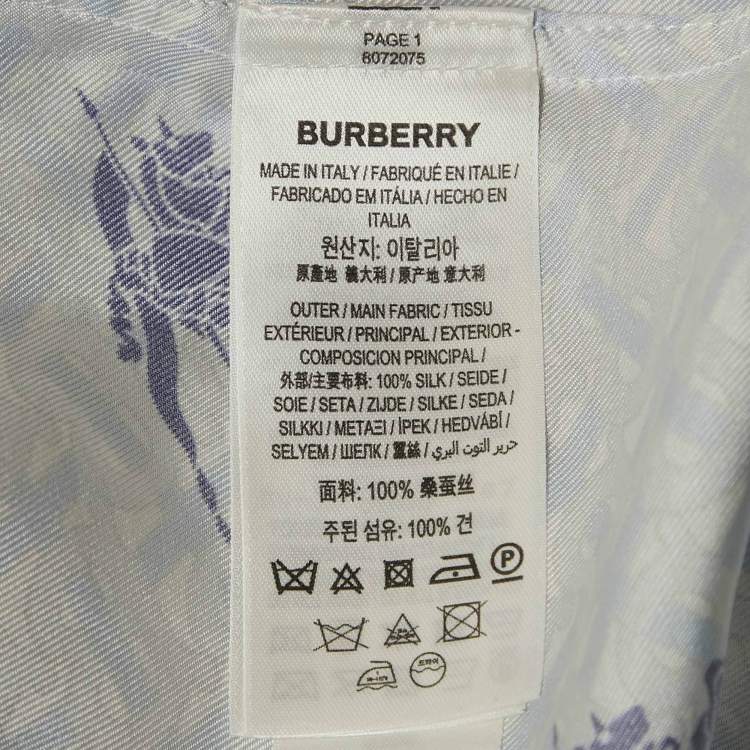 PAGE 1
8072075
BURBERRY
MADE IN ITALY / FABRIQUÉ EN ITALIE /
FABRICADO EM ITÁLIA / HECHO EN
ITALIA
원산지: 이탈리아
原產地 義大利 / 原产地 意大利
OUTER / MAIN FABRIC / TISSU
EXTÉRIEUR / PRINCIPAL / EXTERIOR -
COMPOSICION PRINCIPAL /
外部/主要布料: 100% SILK / SEIDE /
SOIE / SETA / ZIJDE / SILKE / SEDA /
SILKKI / ΜΕΤΑΞΙ / İPEK / HEDVÁBÍ /
SELYEM / ШЕЛК / 蠶絲 / حرير التوت البري /
面料: 100% 桑蚕丝
주된 섬유: 100% 견
P
드라이